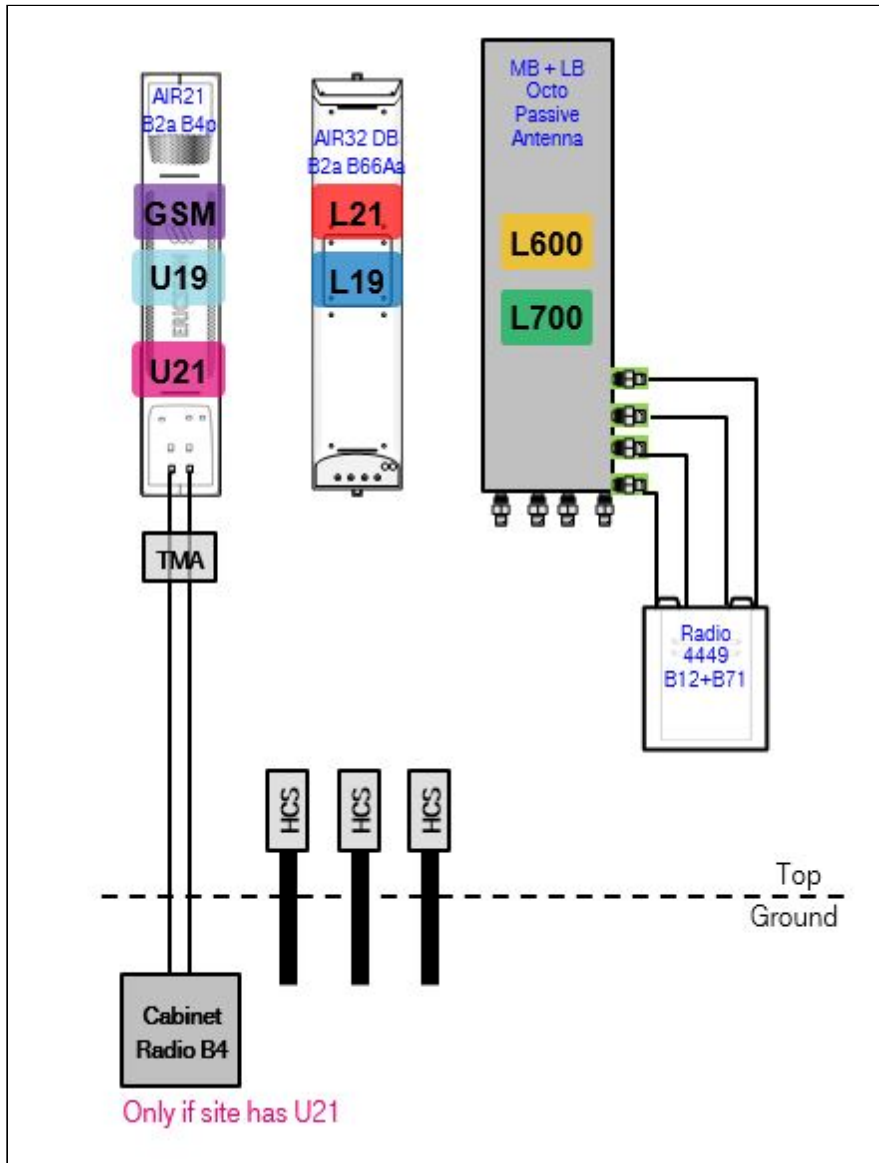 AIR21
B2a B4p
GSM
U19
ERICS
U21
TMA
AIR32 DB
B2a B66Aa
L21
L19
MB + LB
Octo
Passive
Antenna
L600
L700
Radio
4449
B12+B71
HCS
HCS
HCS
Top
Ground
Cabinet
Radio B4
Only if site has U21